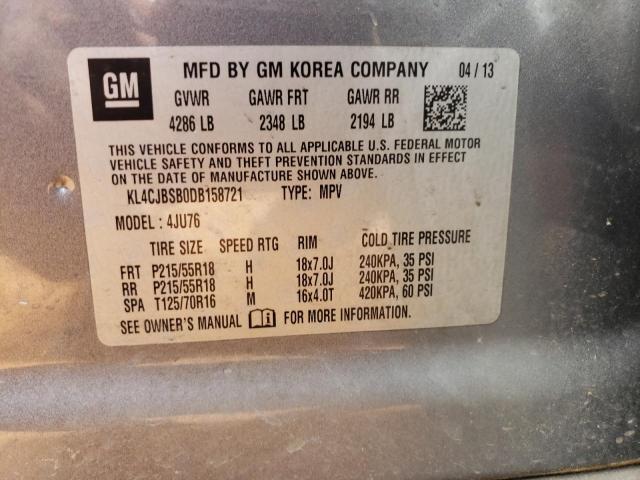 GM MFD BY GM KOREA COMPANY 04 / 13
GVWR GAWR FRT GAWR RR
4286 LB 2348 LB 2194 LB
THIS VEHICLE CONFORMS TO ALL APPLICABLE U.S. FEDERAL MOTOR
VEHICLE SAFETY AND THEFT PREVENTION STANDARDS IN EFFECT
ON THE DATE OF MANUFACTURE SHOWN ABOVE.
KL4CJBSB0DB158721 TYPE: MPV
MODEL : 4JU76
TIRE SIZE SPEED RTG RIM COLD TIRE PRESSURE
FRT P215/55R18 H 18x7.0J 240KPA, 35 PSI
RR P215/55R18 H 18x7.0J 240KPA, 35 PSI
SPA T125/70R16 M 16x4.0T 420KPA, 60 PSI
SEE OWNER'S MANUAL FOR MORE INFORMATION.